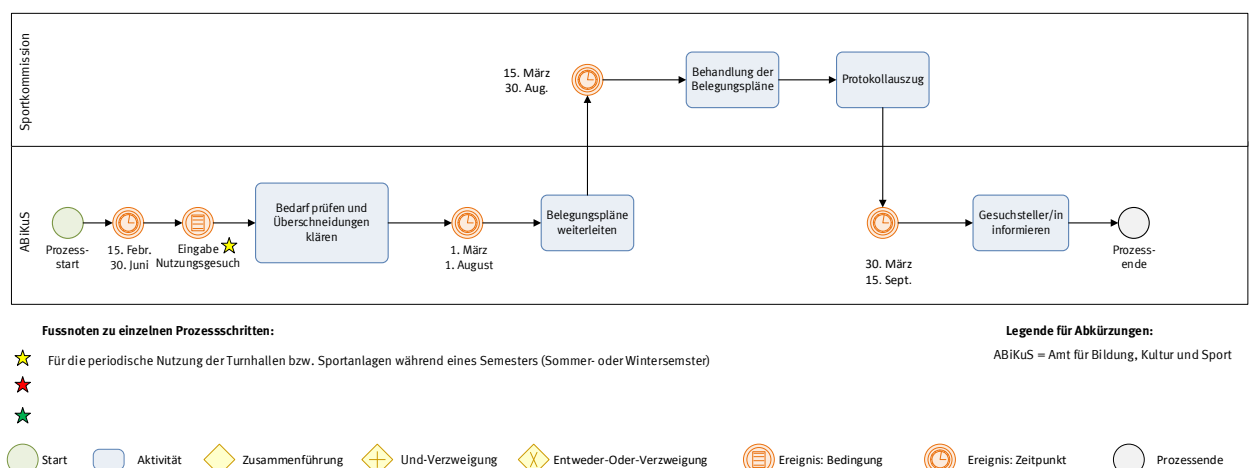 Sportkommission
15. März
30. Aug.
Behandlung der
Belegungspläne
Protokollauszug
ABiKuS
Prozess-
start
15. Febr.
30. Juni
Eingabe
Nutzungsgesuch
Bedarf prüfen und
Überschneidungen
klären
1. März
1. August
Belegungspläne
weiterleiten
30. März
15. Sept.
Gesuchsteller/in
informieren
Prozess-
ende
Fussnoten zu einzelnen Prozessschritten:
Für die periodische Nutzung der Turnhallen bzw. Sportanlagen während eines Semesters (Sommer- oder Wintersemster)
Legende für Abkürzungen:
ABiKuS = Amt für Bildung, Kultur und Sport
Start
Aktivität
Zusammenführung
Und-Verzweigung
Entweder-Oder-Verzweigung
Ereignis: Bedingung
Ereignis: Zeitpunkt
Prozessende